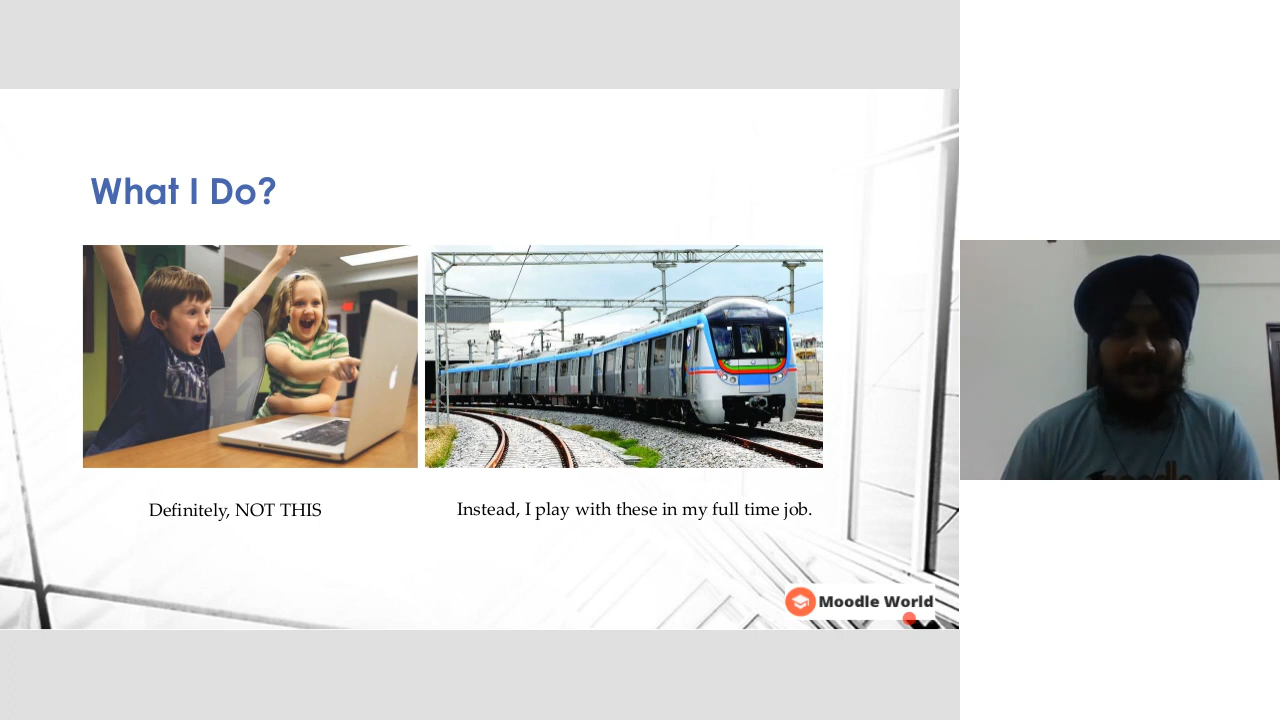 What I Do?
Definitely, NOT THIS
Instead, I play with these in my full time job.
Moodle World